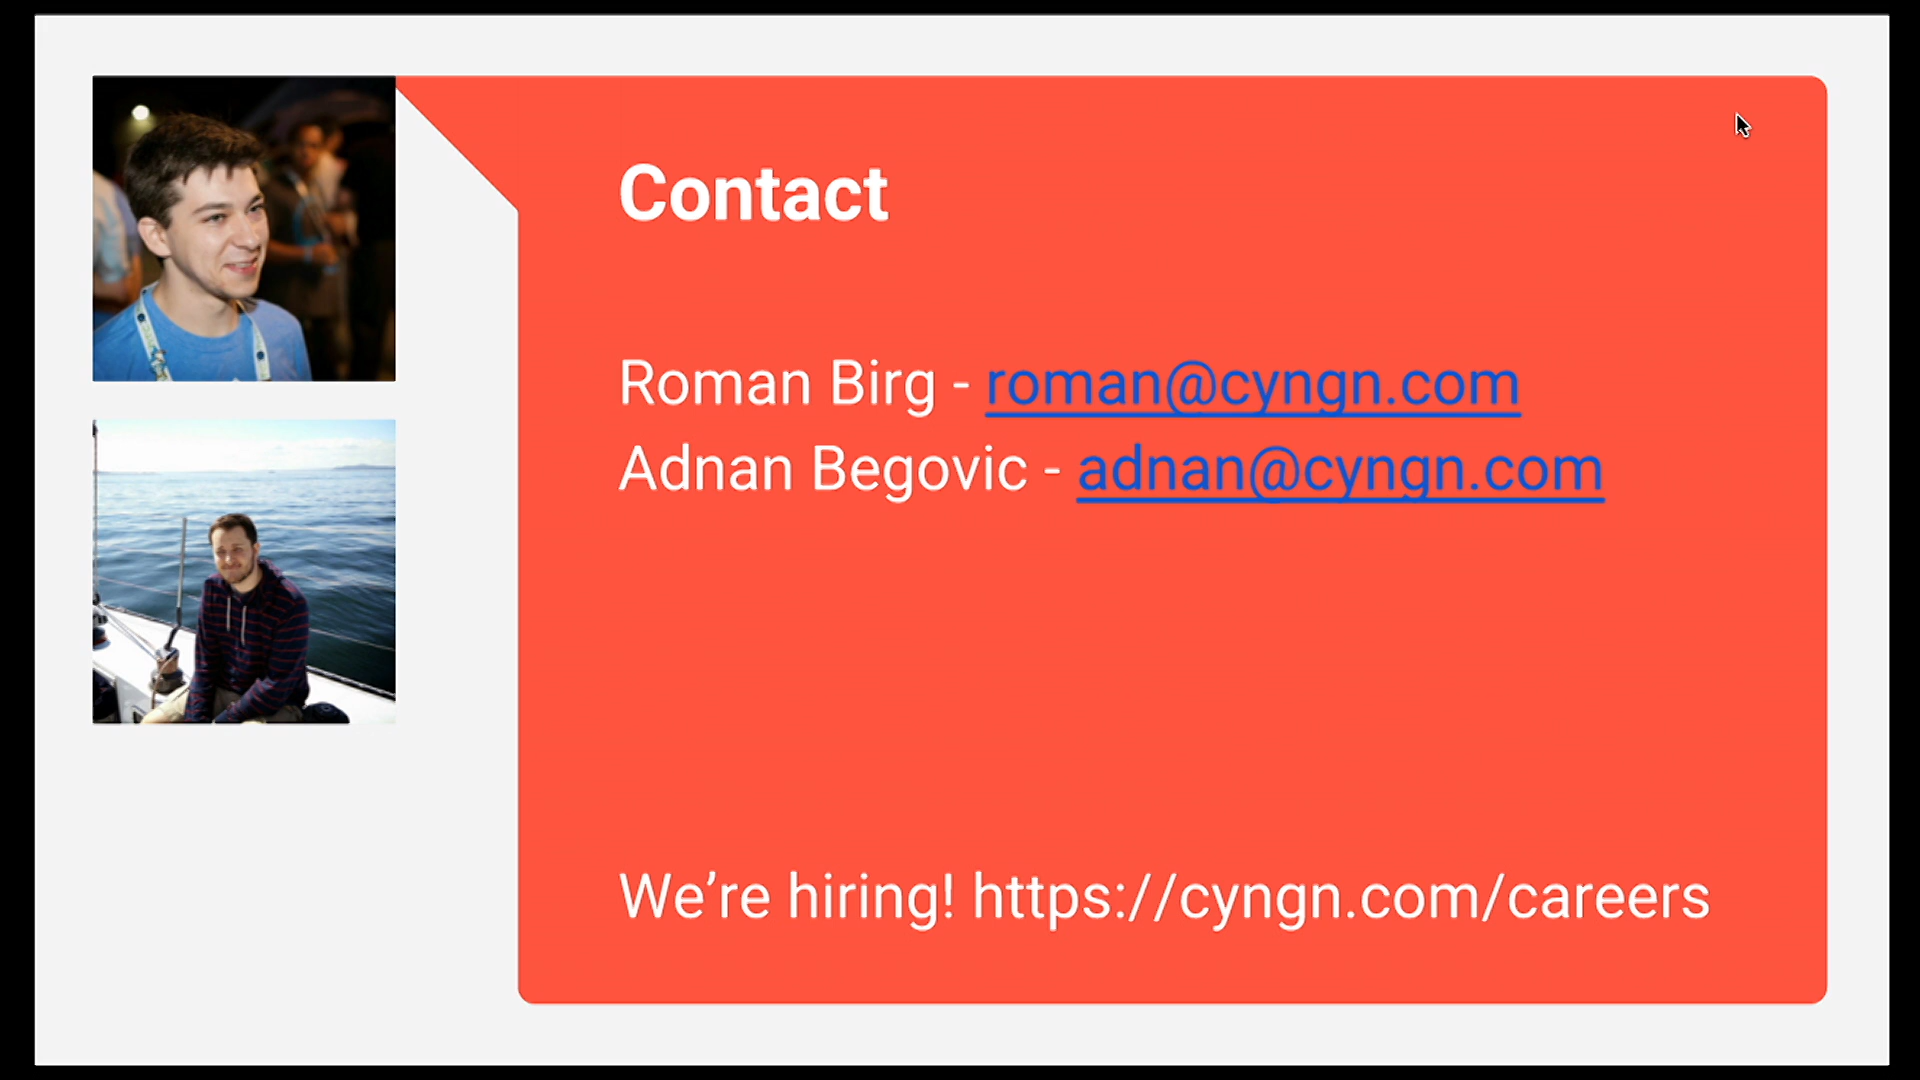 Contact
Roman Birg - roman@cyngn.com
Adnan Begovic - adnan@cyngn.com
We’re hiring! https://cyngn.com/careers